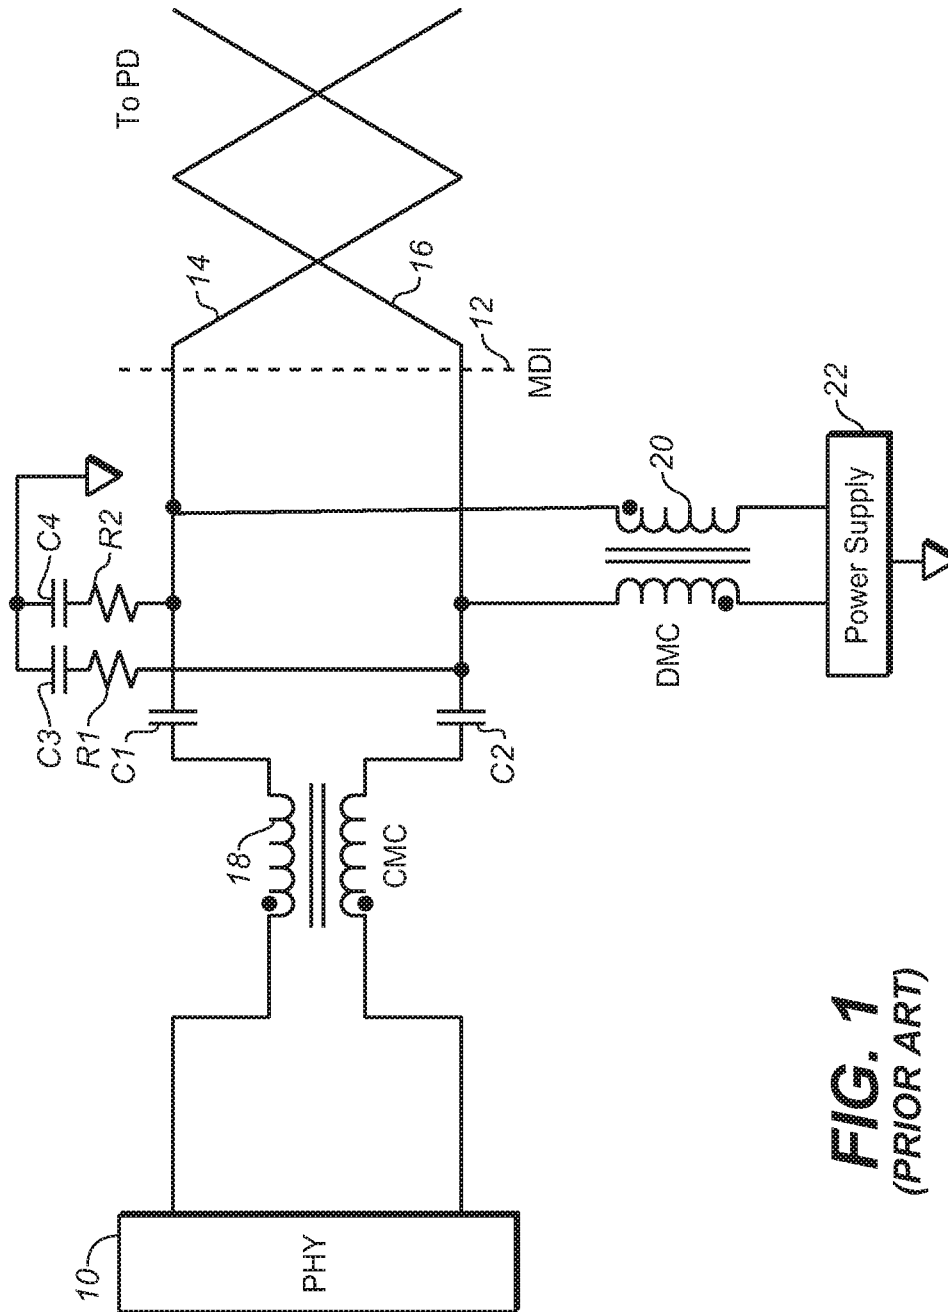 To PD
14
16
12
MDI
C4
R2
C3
R1
C1
C2
18
CMC
20
DMC
22
Power Supply
10
PHY
FIG. 1
(PRIOR ART)